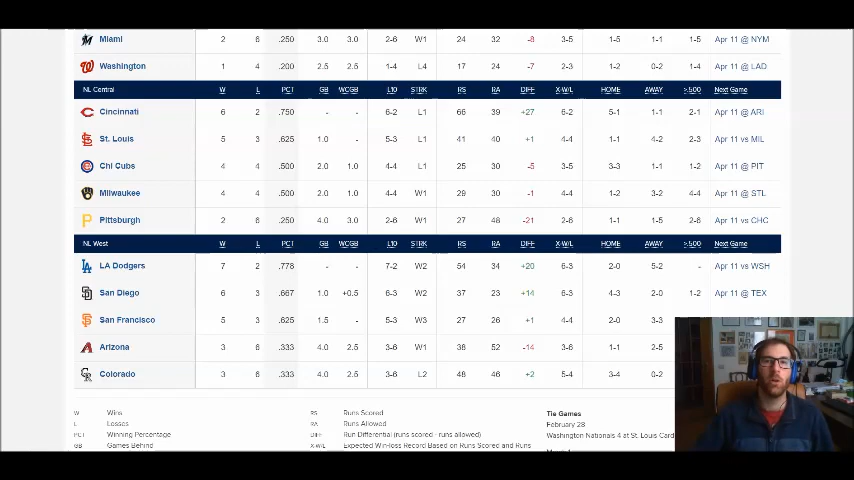 Miami 2 6 .250 3.0 3.0 2-6 W1 24 32 -8 3-5 1-5 1-1 1-5 Apr 11 @ NYM
Washington 1 4 .200 2.5 2.5 1-4 L4 17 24 -7 2-3 1-2 0-2 1-4 Apr 11 @ LAD
NL Central W L PCT GB WCGB L10 STRK RS RA DIFF X-W/L HOME AWAY >.500 Next Game
Cincinnati 6 2 .750 - - 6-2 L1 66 39 +27 6-2 5-1 1-1 2-1 Apr 11 @ ARI
St. Louis 5 3 .625 1.0 - 5-3 L1 41 40 +1 4-4 1-1 4-2 2-3 Apr 11 vs MIL
Chi Cubs 4 4 .500 2.0 1.0 4-4 L1 25 30 -5 3-5 3-3 1-1 1-2 Apr 11 @ PIT
Milwaukee 4 4 .500 2.0 1.0 4-4 W1 29 30 -1 4-4 1-2 3-2 4-4 Apr 11 @ STL
Pittsburgh 2 6 .250 4.0 3.0 2-6 W1 27 48 -21 2-6 1-1 1-5 2-6 Apr 11 vs CHC
NL West W L PCT GB WCGB L10 STRK RS RA DIFF X-W/L HOME AWAY >.500 Next Game
LA Dodgers 7 2 .778 - - 7-2 W2 54 34 +20 6-3 2-0 5-2 - Apr 11 vs WSH
San Diego 6 3 .667 1.0 +0.5 6-3 W2 37 23 +14 6-3 4-3 2-0 1-2 Apr 11 @ TEX
San Francisco 5 3 .625 1.5 - 5-3 W3 27 26 +1 4-4 2-0 3-3
Arizona 3 6 .333 4.0 2.5 3-6 W1 38 52 -14 3-6 1-1 2-5
Colorado 3 6 .333 4.0 2.5 3-6 L2 48 46 +2 5-4 3-4 0-2
W Wins RS Runs Scored Tie Games
L Losses RA Runs Allowed February 28
PCT Winning Percentage DIFF Run Differential (runs scored - runs allowed) Washington Nationals 4 at St. Louis Card
GB Games Behind X-W/L Expected Win-loss Record Based on Runs Scored and Runs